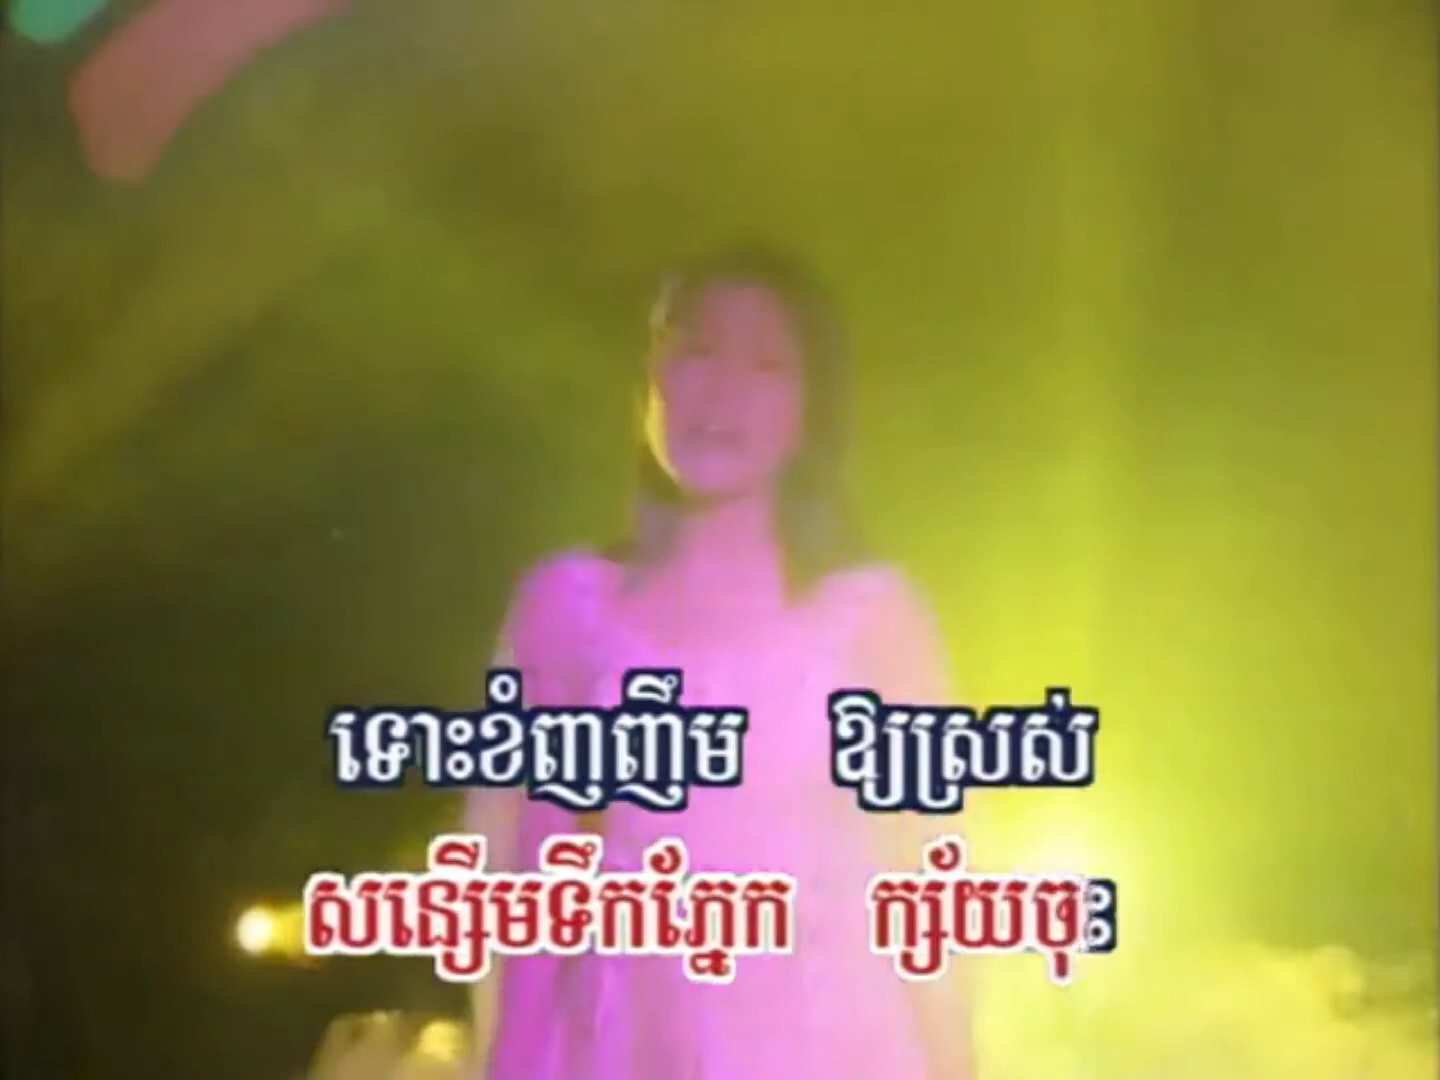 ទោះខំញញឹម ឱ្យស្រស់
សន្សើមទឹកភ្នែក ក្ស័យចុះ